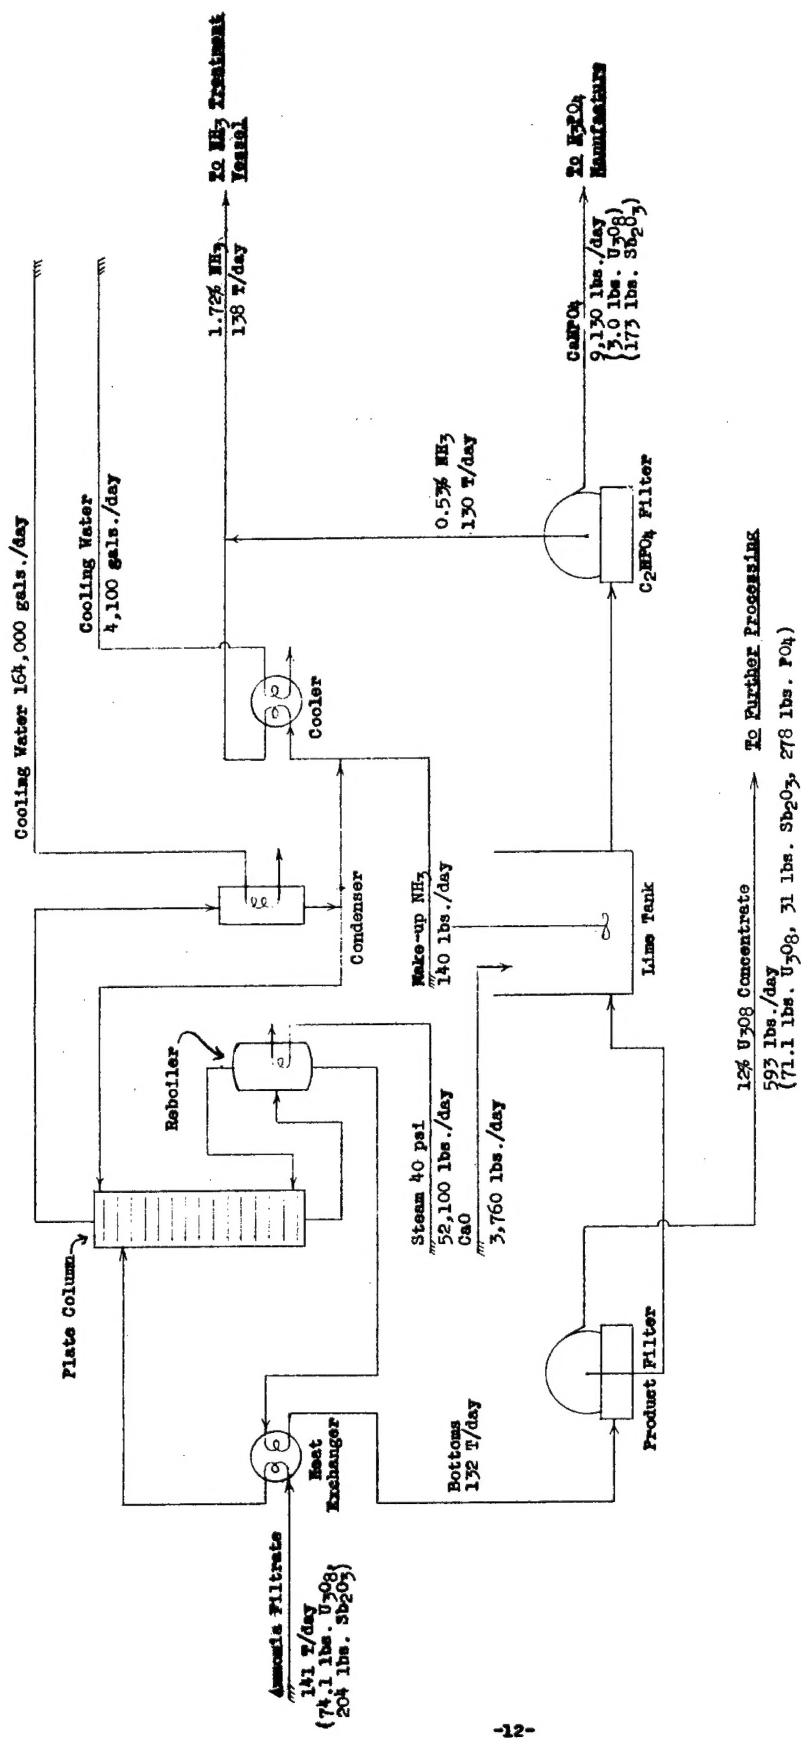 Ammonia Filtrate
141 T/day
(74.1 lbs. U3O8,
204 lbs. Sb2O3)
Heat
Exchanger
Plate Column
Reboiler
Condenser
Cooling Water 164,000 gals./day
Cooling Water
4,100 gals./day
Cooler
1.72% NH3
138 T/day
To NH3 Treatment
Vessel
Bottoms
132 T/day
Steam 40 psi
52,100 lbs./day
CaO
3,760 lbs./day
Make-up NH3
140 lbs./day
0.53% NH3
130 T/day
CaHPO4
9,130 lbs./day
(3.0 lbs. U3O8)
(173 lbs. Sb2O3)
To H3PO4
Manufacture
Product Filter
Lime Tank
C2HPO4 Filter
12% U3O8 Concentrate
593 lbs./day
(71.1 lbs. U3O8, 31 lbs. Sb2O3, 278 lbs. PO4)
To Further Processing
-12-